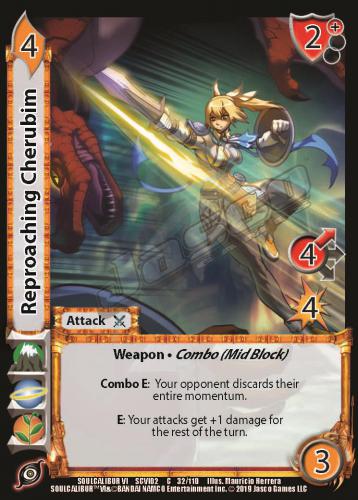 4
2
+
Reproaching Cherubim
Jasco
4
4
Attack
Weapon • Combo (Mid Block)
Combo E: Your opponent discards their
entire momentum.
E: Your attacks get +1 damage for
the rest of the turn.
3
SOULCALIBUR VI SCVI02 C 32/110 Illus. Mauricio Herrera
SOULCALIBUR™VI&©BANDAI NAMCO Entertainment Inc. © 2019 Jasco Games LLC